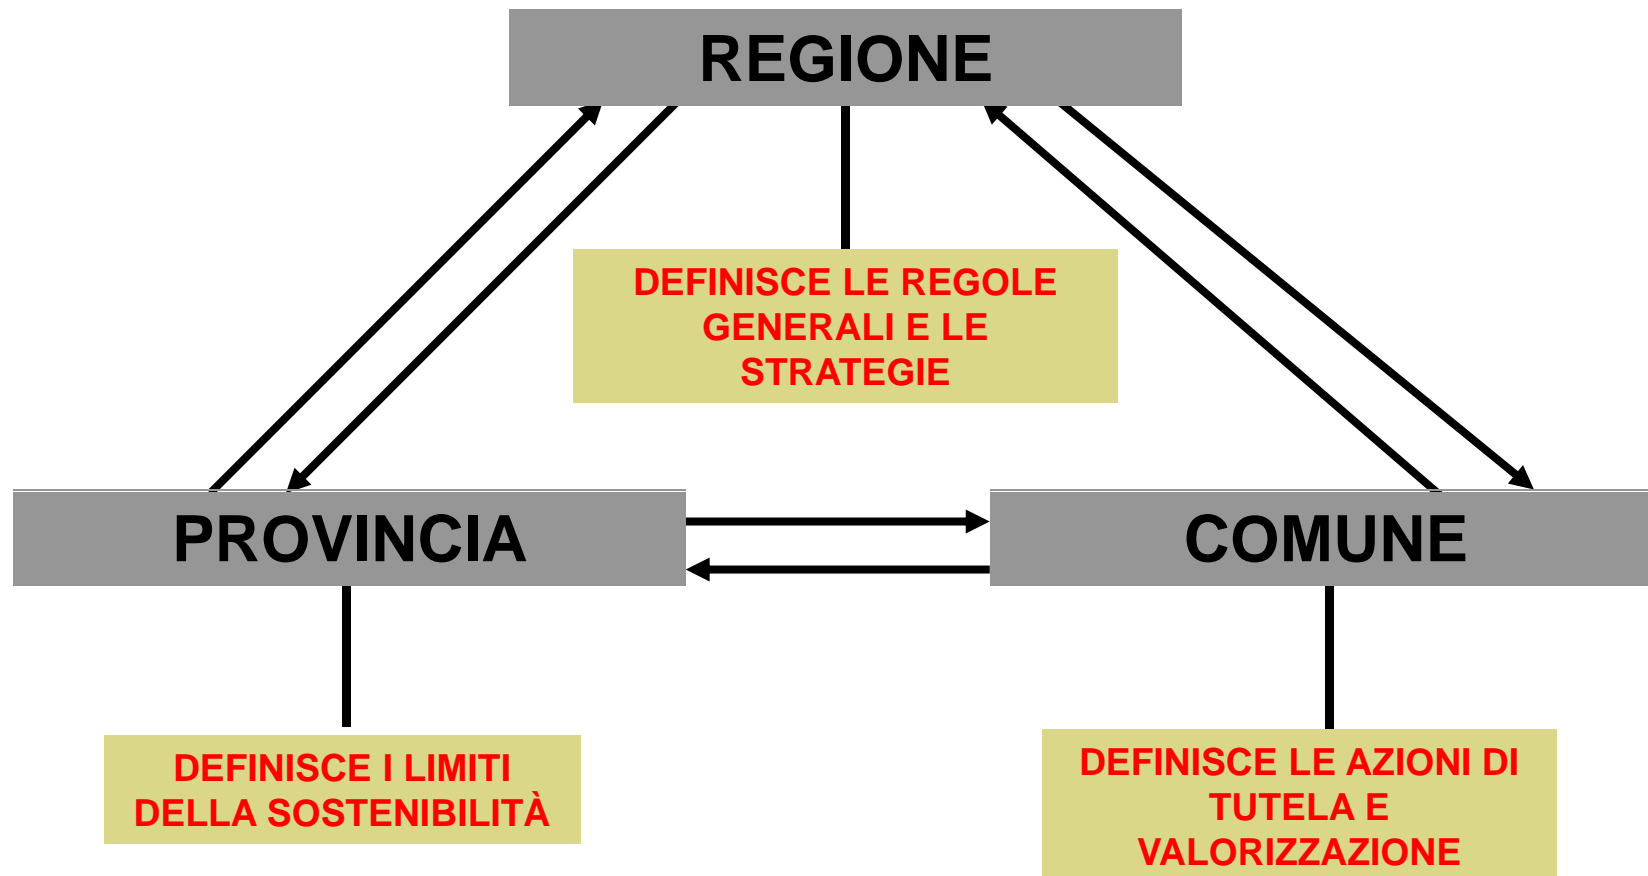 REGIONE
DEFINISCE LE REGOLE
GENERALI E LE
STRATEGIE
PROVINCIA
COMUNE
DEFINISCE I LIMITI
DELLA SOSTENIBILITÀ
DEFINISCE LE AZIONI DI
TUTELA E
VALORIZZAZIONE